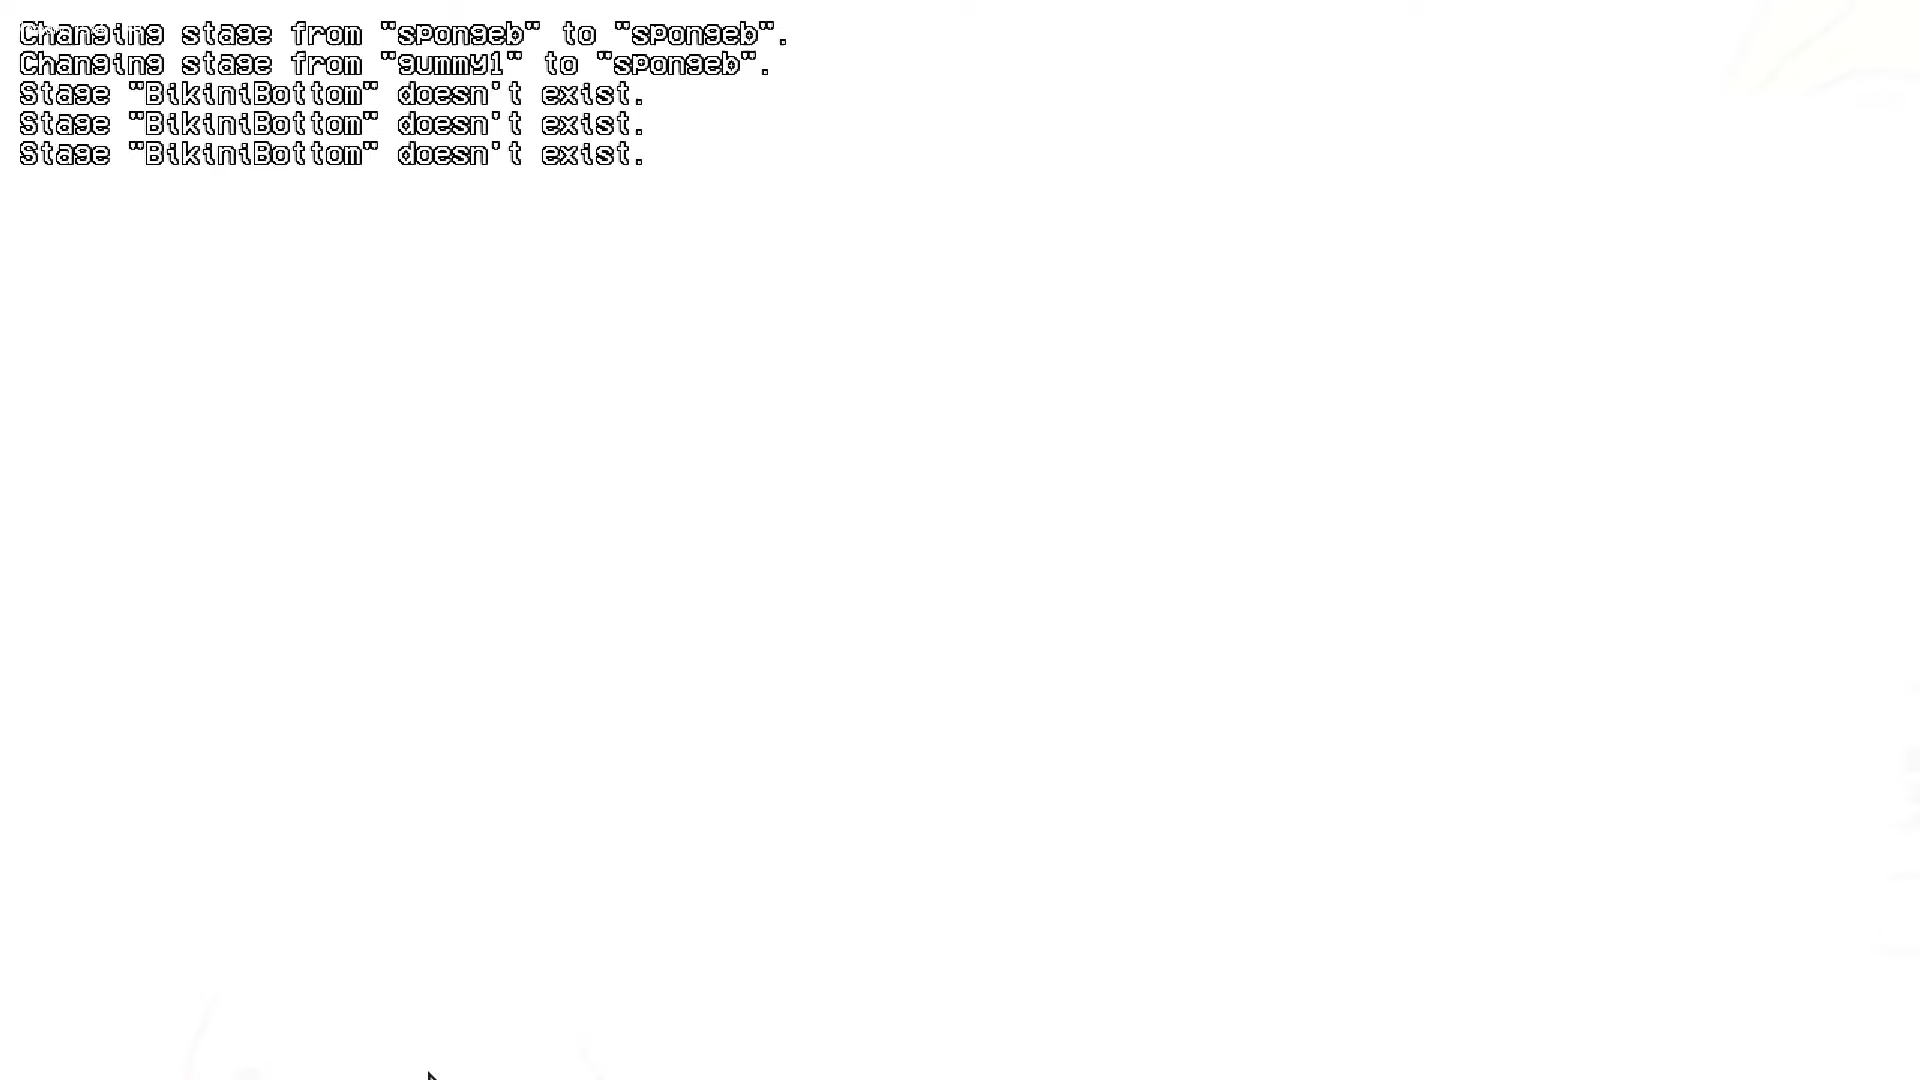 Changing stage from "spongeb" to "spongeb".
Changing stage from "gummy1" to "spongeb".
Stage "BikiniBottom" doesn't exist.
Stage "BikiniBottom" doesn't exist.
Stage "BikiniBottom" doesn't exist.